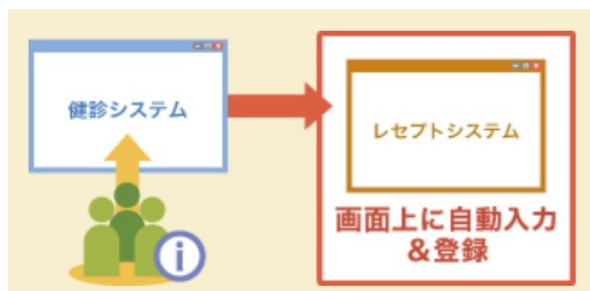 健診システム
レセプトシステム
画面上に自動入力
&登録